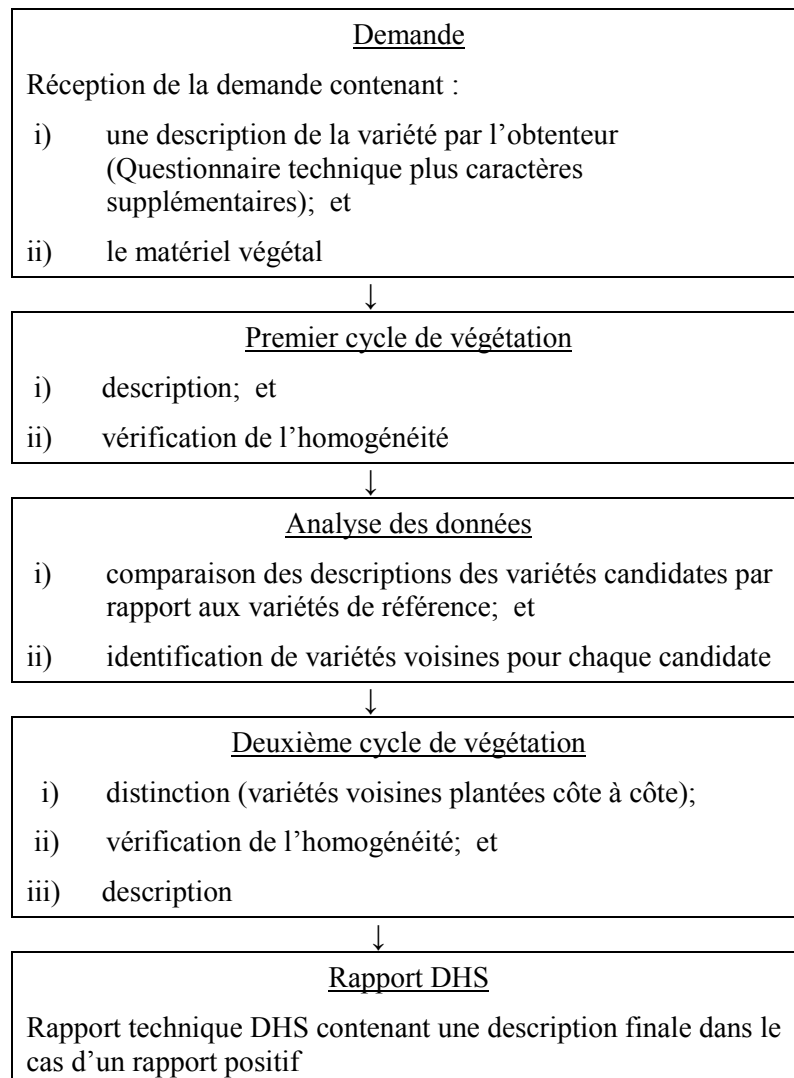 Demande
Réception de la demande contenant :
i) une description de la variété par l’obtenteur
(Questionnaire technique plus caractères
supplémentaires); et
ii) le matériel végétal
↓
Premier cycle de végétation
i) description; et
ii) vérification de l’homogénéité
↓
Analyse des données
i) comparaison des descriptions des variétés candidates par
rapport aux variétés de référence; et
ii) identification de variétés voisines pour chaque candidate
↓
Deuxième cycle de végétation
i) distinction (variétés voisines plantées côte à côte);
ii) vérification de l’homogénéité; et
iii) description
↓
Rapport DHS
Rapport technique DHS contenant une description finale dans le
cas d’un rapport positif